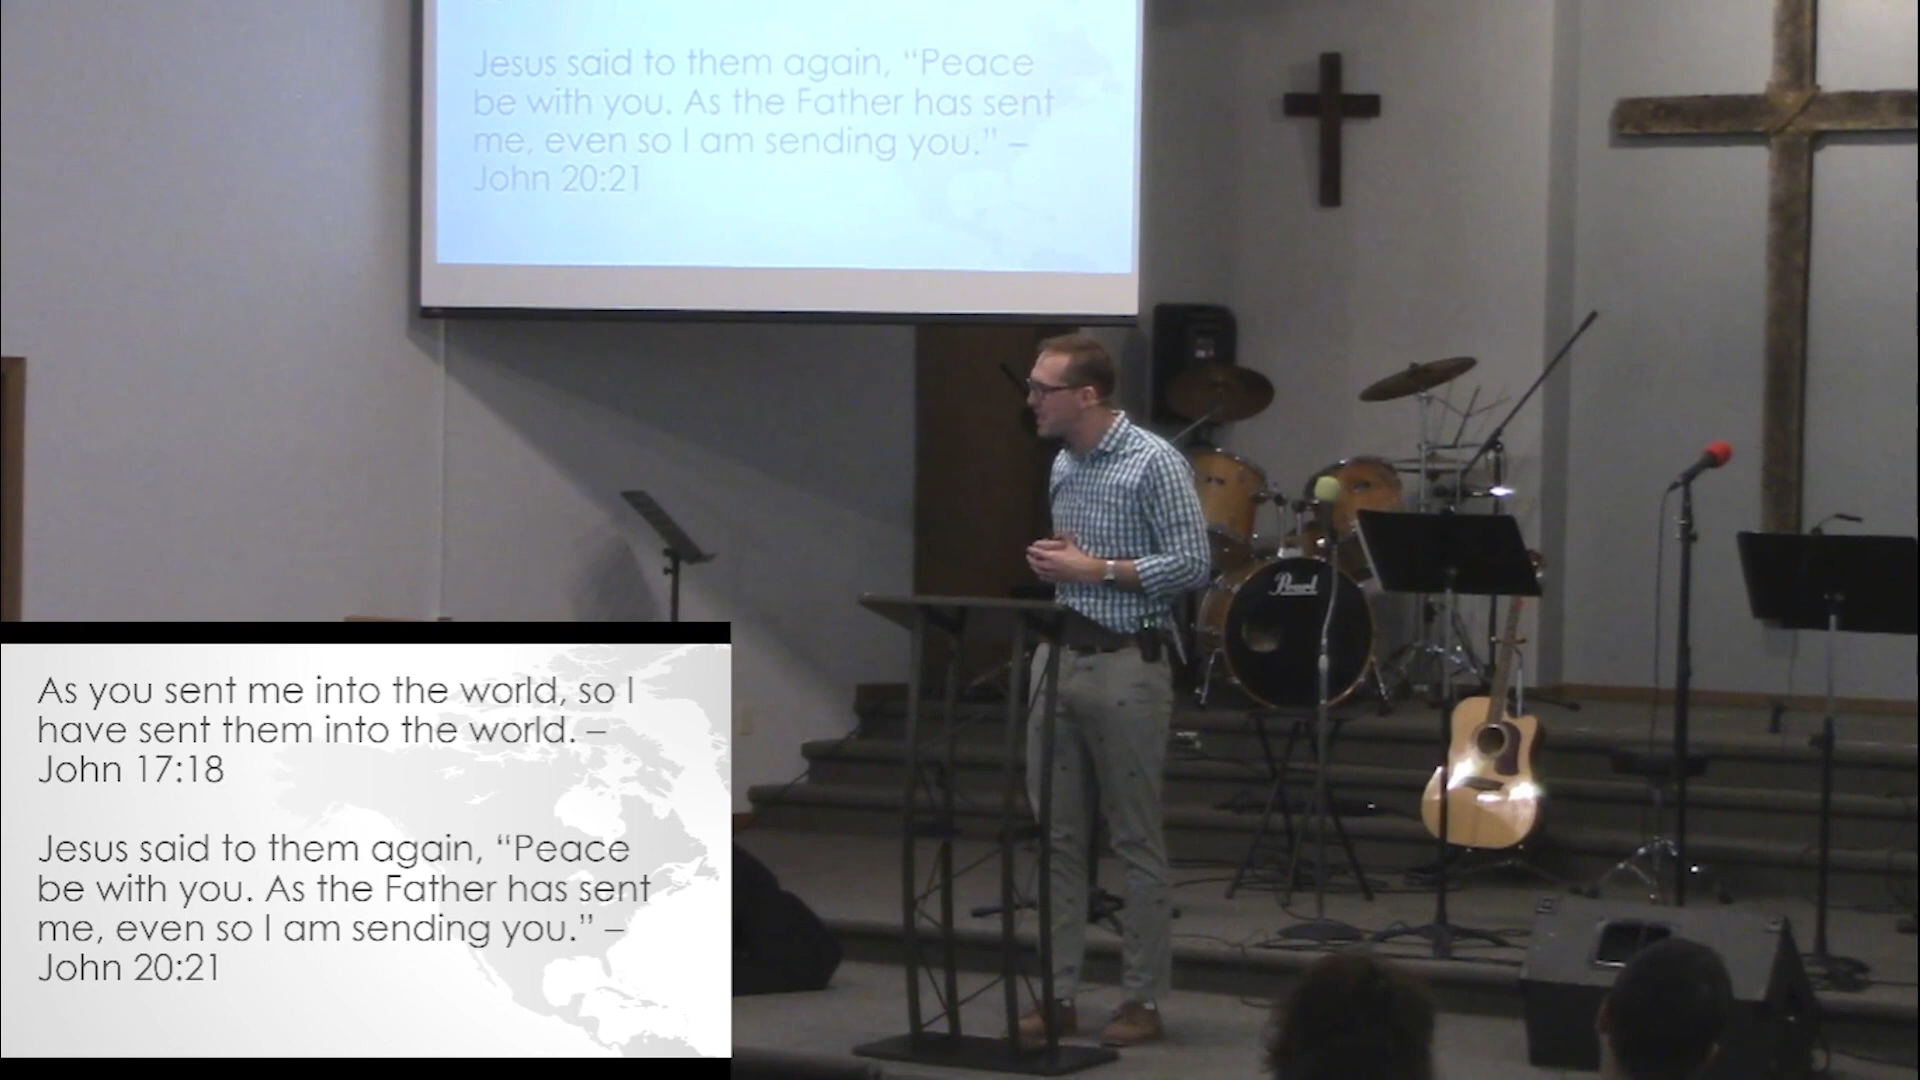 Jesus said to them again, “Peace
be with you. As the Father has sent
me, even so I am sending you.” –
John 20:21
Pearl
As you sent me into the world, so I
have sent them into the world. –
John 17:18
Jesus said to them again, “Peace
be with you. As the Father has sent
me, even so I am sending you.” –
John 20:21